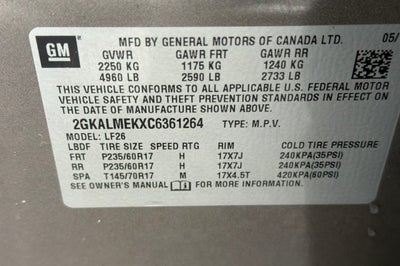 GM
MFD BY GENERAL MOTORS OF CANADA LTD. 05/
GVWR GAWR FRT GAWR RR
2250 KG 1175 KG 1240 KG
4960 LB 2590 LB 2733 LB
THIS VEHICLE CONFORMS TO ALL APPLICABLE U.S. FEDERAL MOTOR
VEHICLE SAFETY, BUMPER, AND THEFT PREVENTION STANDARDS IN EFFECT ON
THE DATE OF MANUFACTURE SHOWN ABOVE.
2GKALMEKXC6361264 TYPE: M.P.V.
MODEL: LF26
LBDF TIRE SIZE SPEED RTG RIM COLD TIRE PRESSURE
FRT P235/60R17 H 17X7J 240KPA(35PSI)
RR P235/60R17 H 17X7J 240KPA(35PSI)
SPA T145/70R17 M 17X4.5T 420KPA(60PSI)
SEE OWNER'S MANUAL FOR MORE INFORMATION.